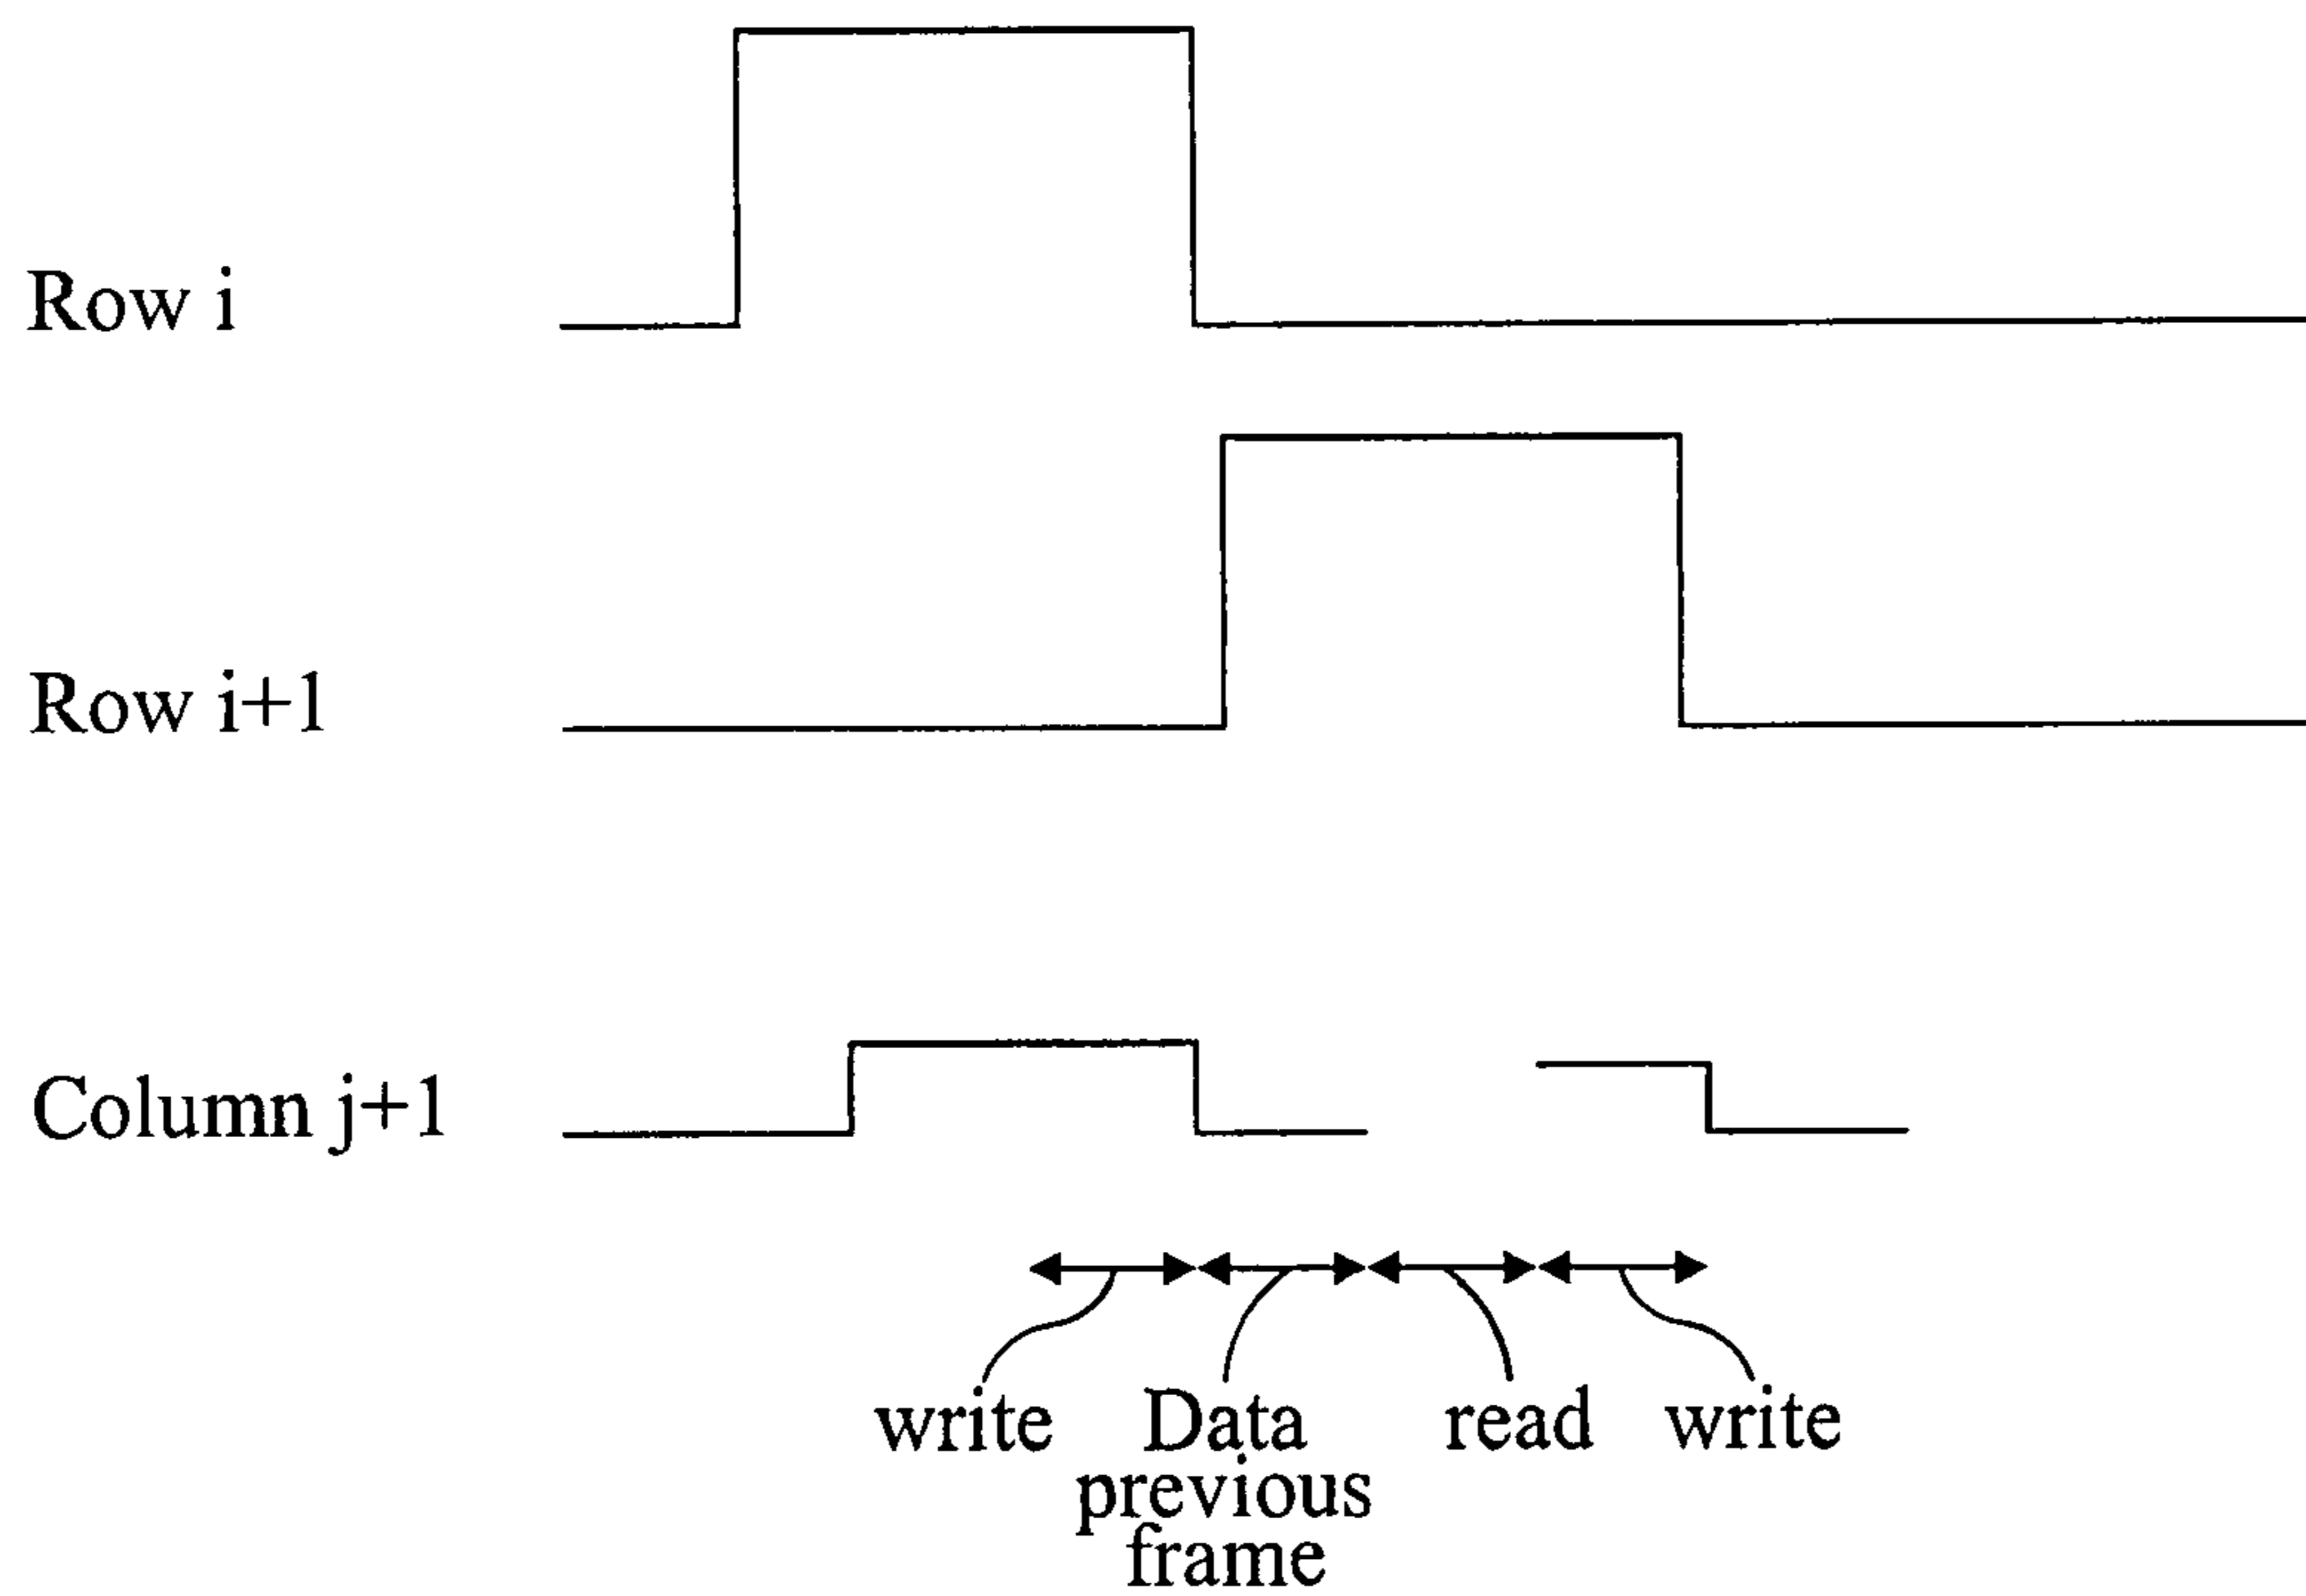 Row i
Row i+1
Column j+1
write Data read write
previous
frame